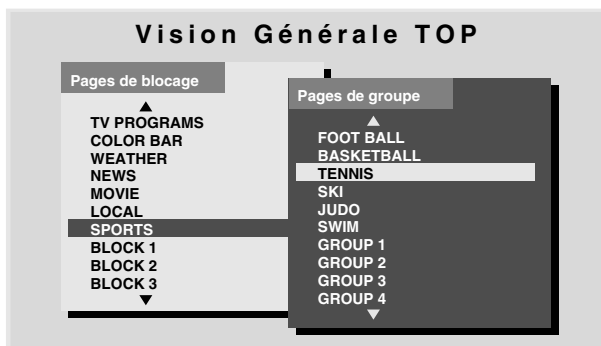 Vision Générale TOP
Pages de blocage
TV PROGRAMS
COLOR BAR
WEATHER
NEWS
MOVIE
LOCAL
SPORTS
BLOCK 1
BLOCK 2
BLOCK 3
Pages de groupe
FOOT BALL
BASKETBALL
TENNIS
SKI
JUDO
SWIM
GROUP 1
GROUP 2
GROUP 3
GROUP 4